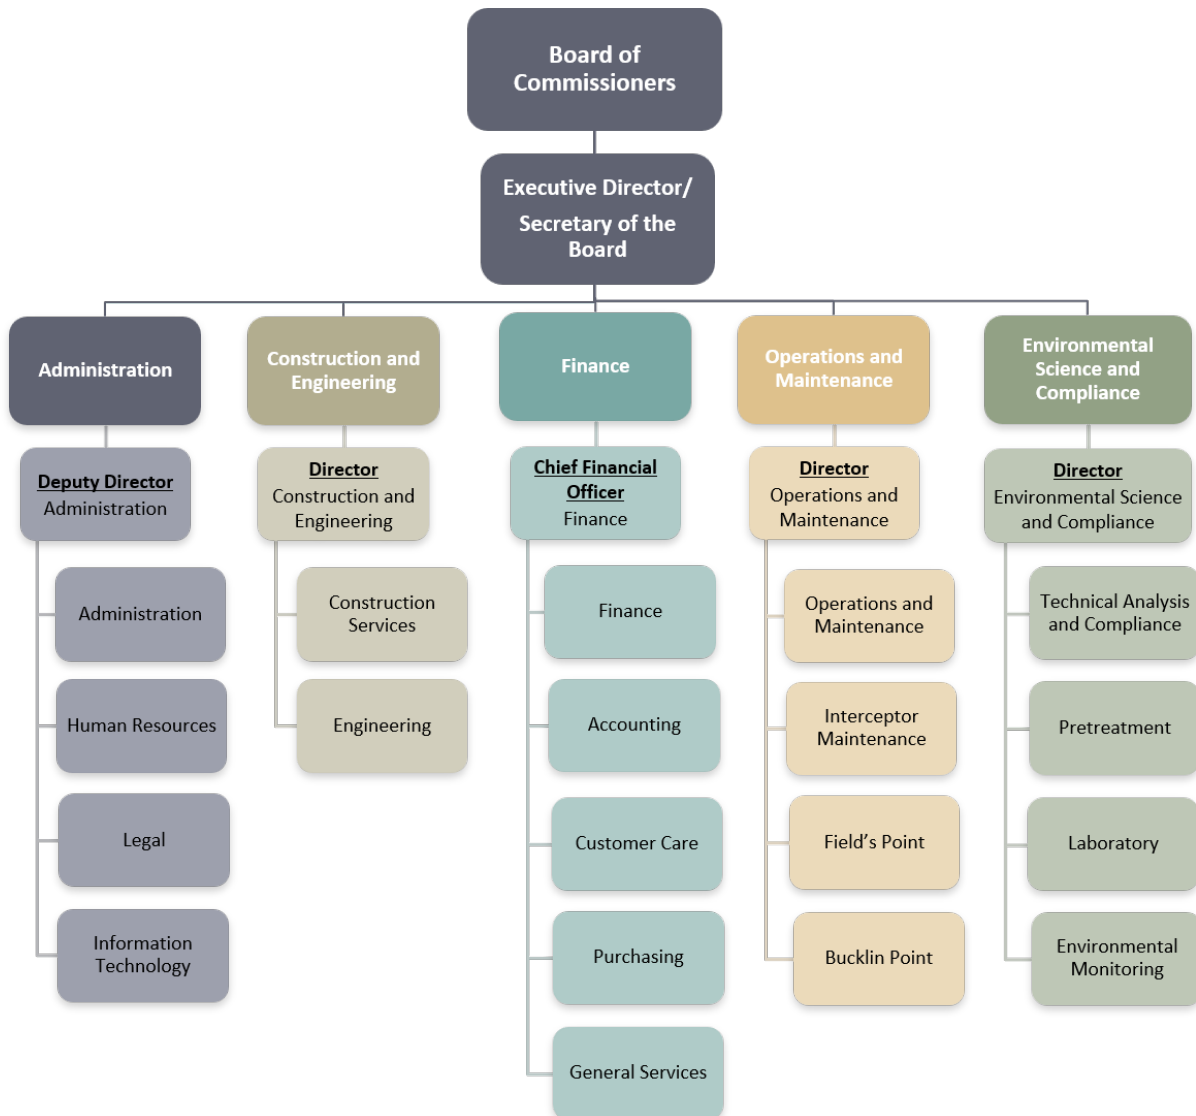 Board of
Commissioners
Executive Director/
Secretary of the
Board
Administration
Construction and
Engineering
Finance
Operations and
Maintenance
Environmental
Science and
Compliance
Deputy Director
Administration
Director
Construction and
Engineering
Chief Financial
Officer
Finance
Director
Operations and
Maintenance
Director
Environmental Science
and Compliance
Administration
Human Resources
Legal
Information
Technology
Construction
Services
Engineering
Finance
Accounting
Customer Care
Purchasing
General Services
Operations and
Maintenance
Interceptor
Maintenance
Field’s Point
Bucklin Point
Technical Analysis
and Compliance
Pretreatment
Laboratory
Environmental
Monitoring